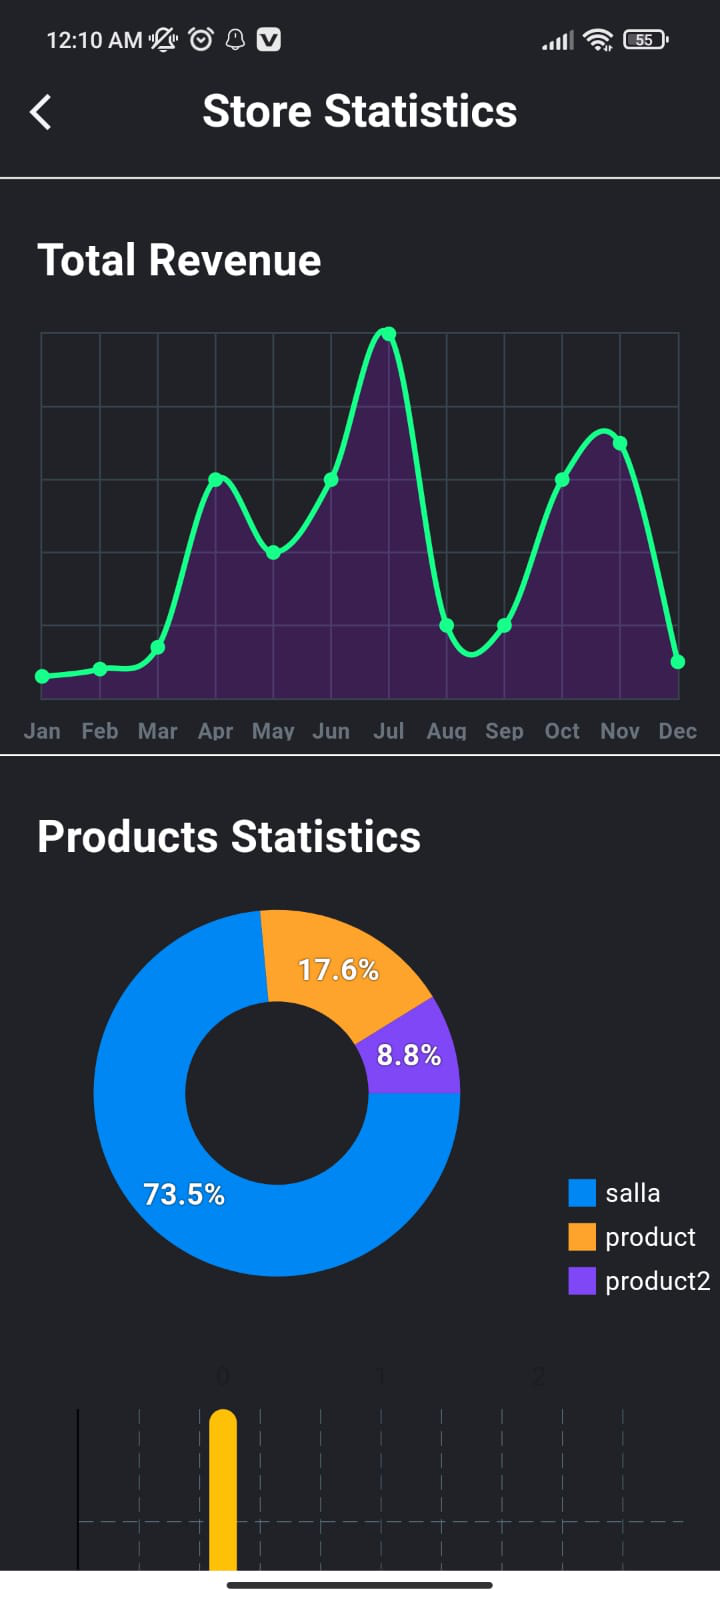 12:10 AM 55
Store Statistics
Total Revenue
Jan Feb Mar Apr May Jun Jul Aug Sep Oct Nov Dec
Products Statistics
17.6%
8.8%
73.5%
salla
product
product2
0 1 2